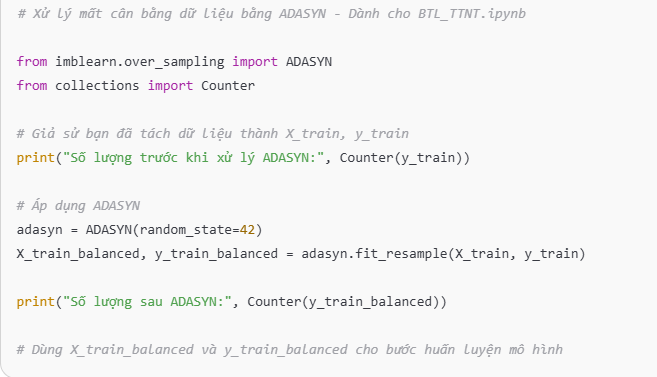 # Xử lý mất cân bằng dữ liệu bằng ADASYN - Dành cho BTL_TTNT.ipynb
from imblearn.over_sampling import ADASYN
from collections import Counter
# Giả sử bạn đã tách dữ liệu thành X_train, y_train
print("Số lượng trước khi xử lý ADASYN:", Counter(y_train))
# Áp dụng ADASYN
adasyn = ADASYN(random_state=42)
X_train_balanced, y_train_balanced = adasyn.fit_resample(X_train, y_train)
print("Số lượng sau ADASYN:", Counter(y_train_balanced))
# Dùng X_train_balanced và y_train_balanced cho bước huấn luyện mô hình